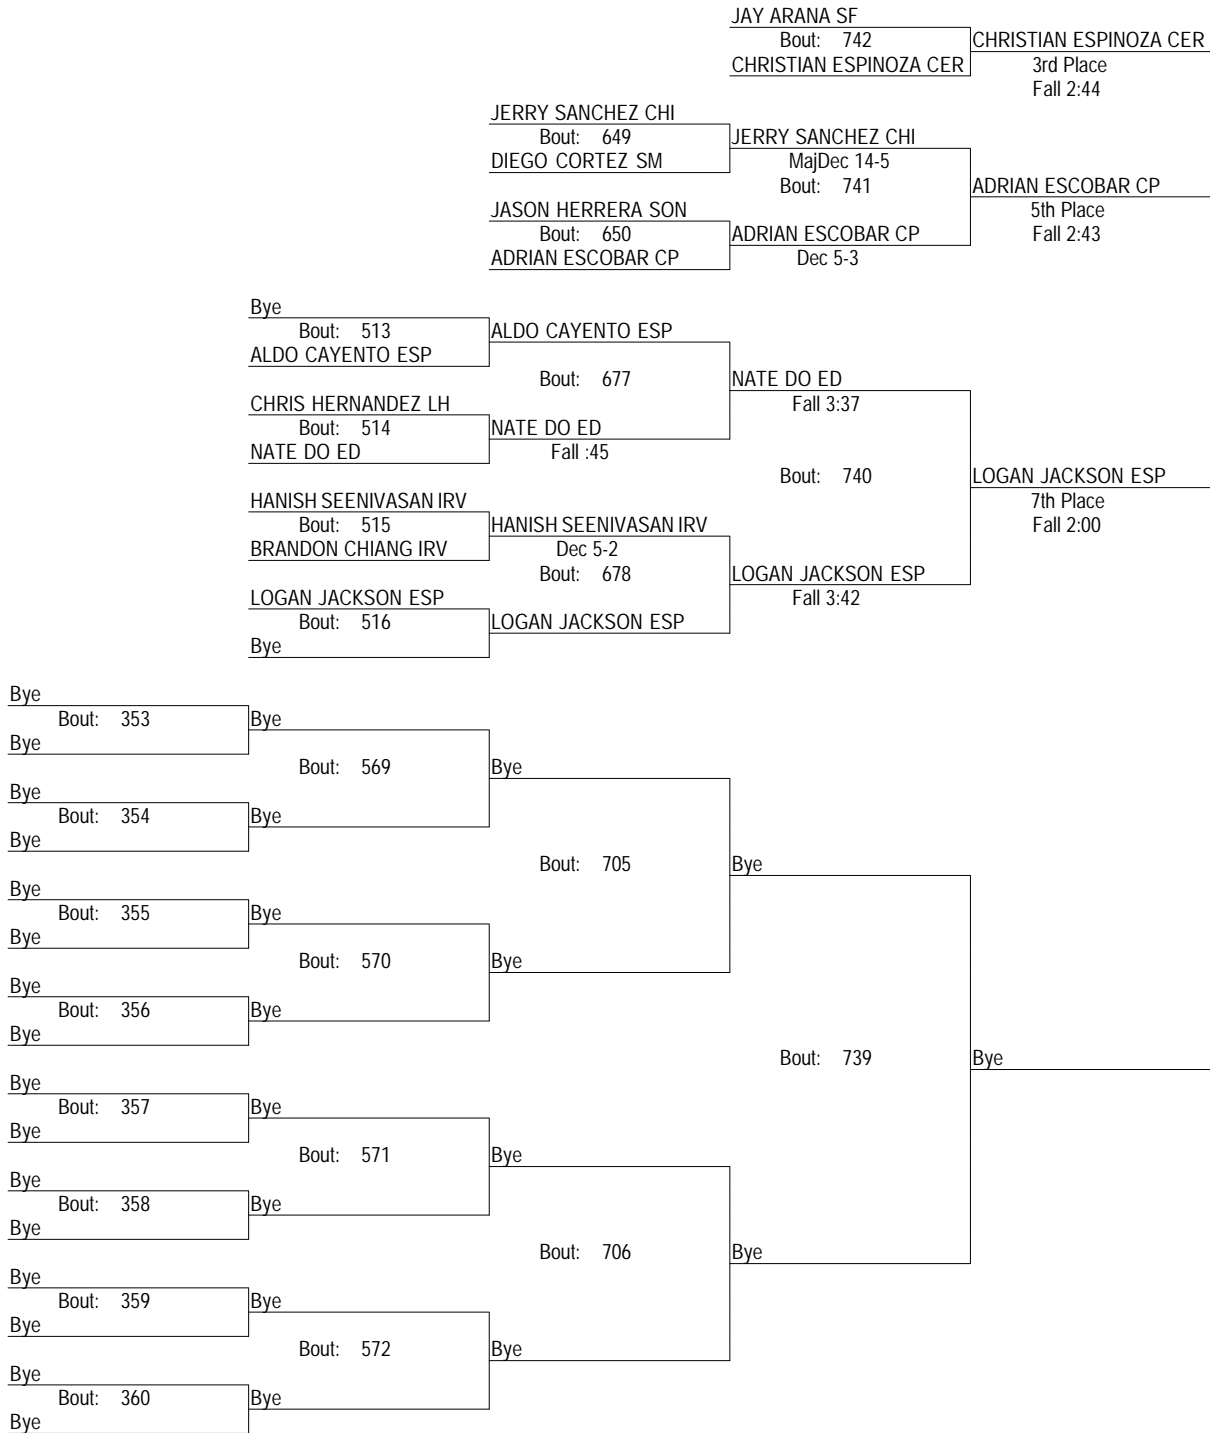 JAY ARANA SF
Bout: 742
CHRISTIAN ESPINOZA CER
CHRISTIAN ESPINOZA CER
3rd Place
Fall 2:44
JERRY SANCHEZ CHI
Bout: 649
DIEGO CORTEZ SM
JERRY SANCHEZ CHI
MajDec 14-5
Bout: 741
JASON HERRERA SON
Bout: 650
ADRIAN ESCOBAR CP
ADRIAN ESCOBAR CP
Dec 5-3
ADRIAN ESCOBAR CP
5th Place
Fall 2:43
Bye
Bout: 513
ALDO CAYENTO ESP
ALDO CAYENTO ESP
Bout: 677
CHRIS HERNANDEZ LH
Bout: 514
NATE DO ED
NATE DO ED
Fall :45
NATE DO ED
Fall 3:37
Bout: 740
HANISH SEENIVASAN IRV
Bout: 515
BRANDON CHIANG IRV
HANISH SEENIVASAN IRV
Dec 5-2
Bout: 678
LOGAN JACKSON ESP
Bout: 516
Bye
LOGAN JACKSON ESP
LOGAN JACKSON ESP
Fall 3:42
LOGAN JACKSON ESP
7th Place
Fall 2:00
Bye
Bout: 353
Bye
Bye
Bout: 569
Bye
Bout: 354
Bye
Bye
Bye
Bout: 705
Bye
Bout: 355
Bye
Bye
Bout: 570
Bye
Bout: 356
Bye
Bye
Bye
Bye
Bout: 739
Bye
Bye
Bout: 357
Bye
Bye
Bout: 571
Bye
Bout: 358
Bye
Bye
Bye
Bout: 706
Bye
Bye
Bout: 359
Bye
Bye
Bout: 572
Bye
Bout: 360
Bye
Bye
Bye